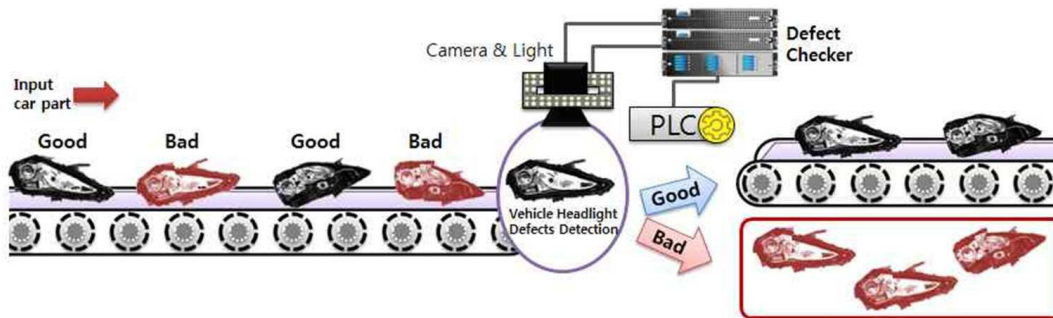 Camera & Light
Defect
Checker
Input
car part
PLC
Good
Bad
Good
Bad
Good
Bad
Vehicle Headlight
Defects Detection